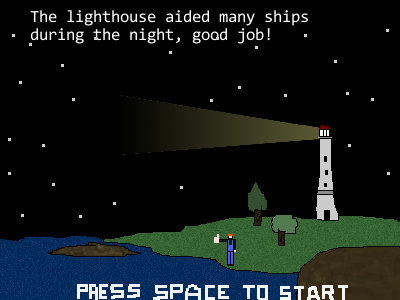 The lighthouse aided many ships
during the night, good job!
PRESS SPACE TO START